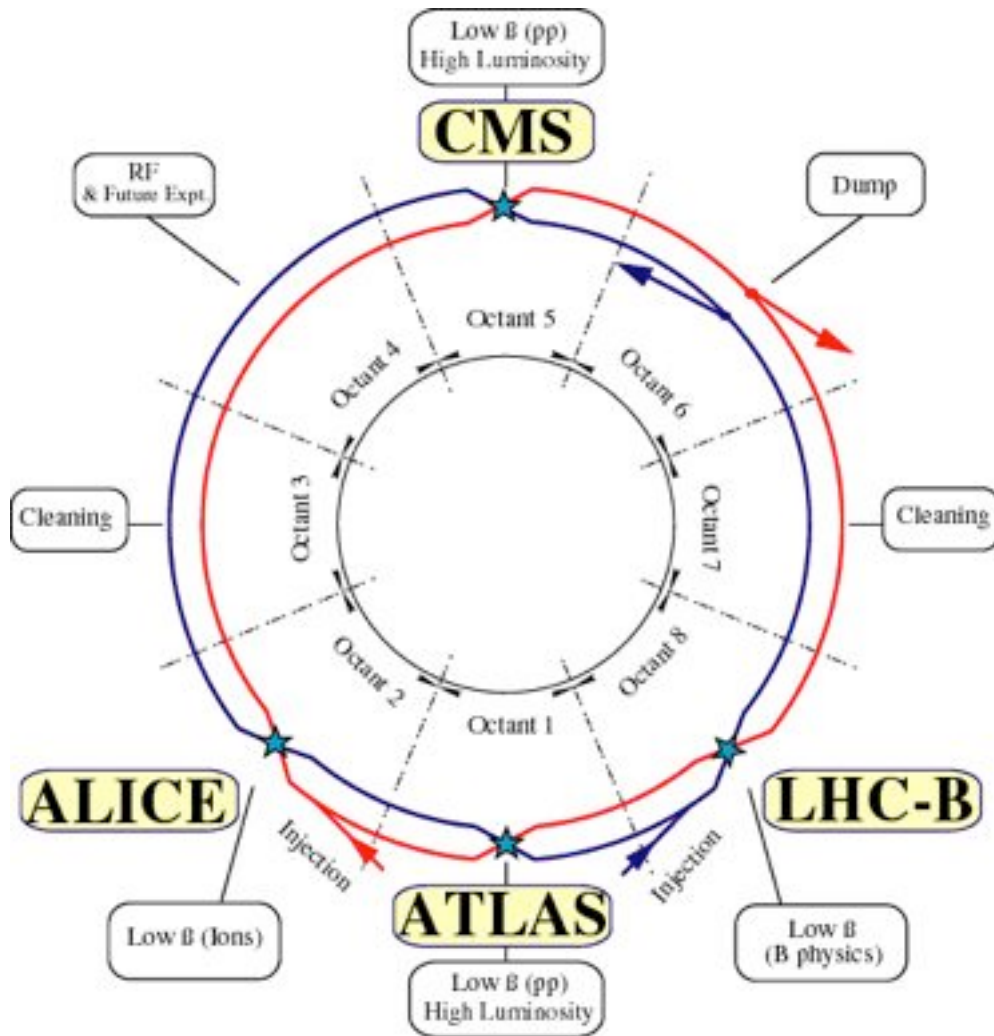 Low ß (pp)
High Luminosity
CMS
RF
& Future Expt.
Dump
Octant 5
Octant 4
Octant 6
Octant 3
Octant 7
Cleaning
Cleaning
Octant 2
Octant 8
Octant 1
ALICE
LHC-B
Injection
Injection
ATLAS
Low ß (Ions)
Low ß
(B physics)
Low ß (pp)
High Luminosity